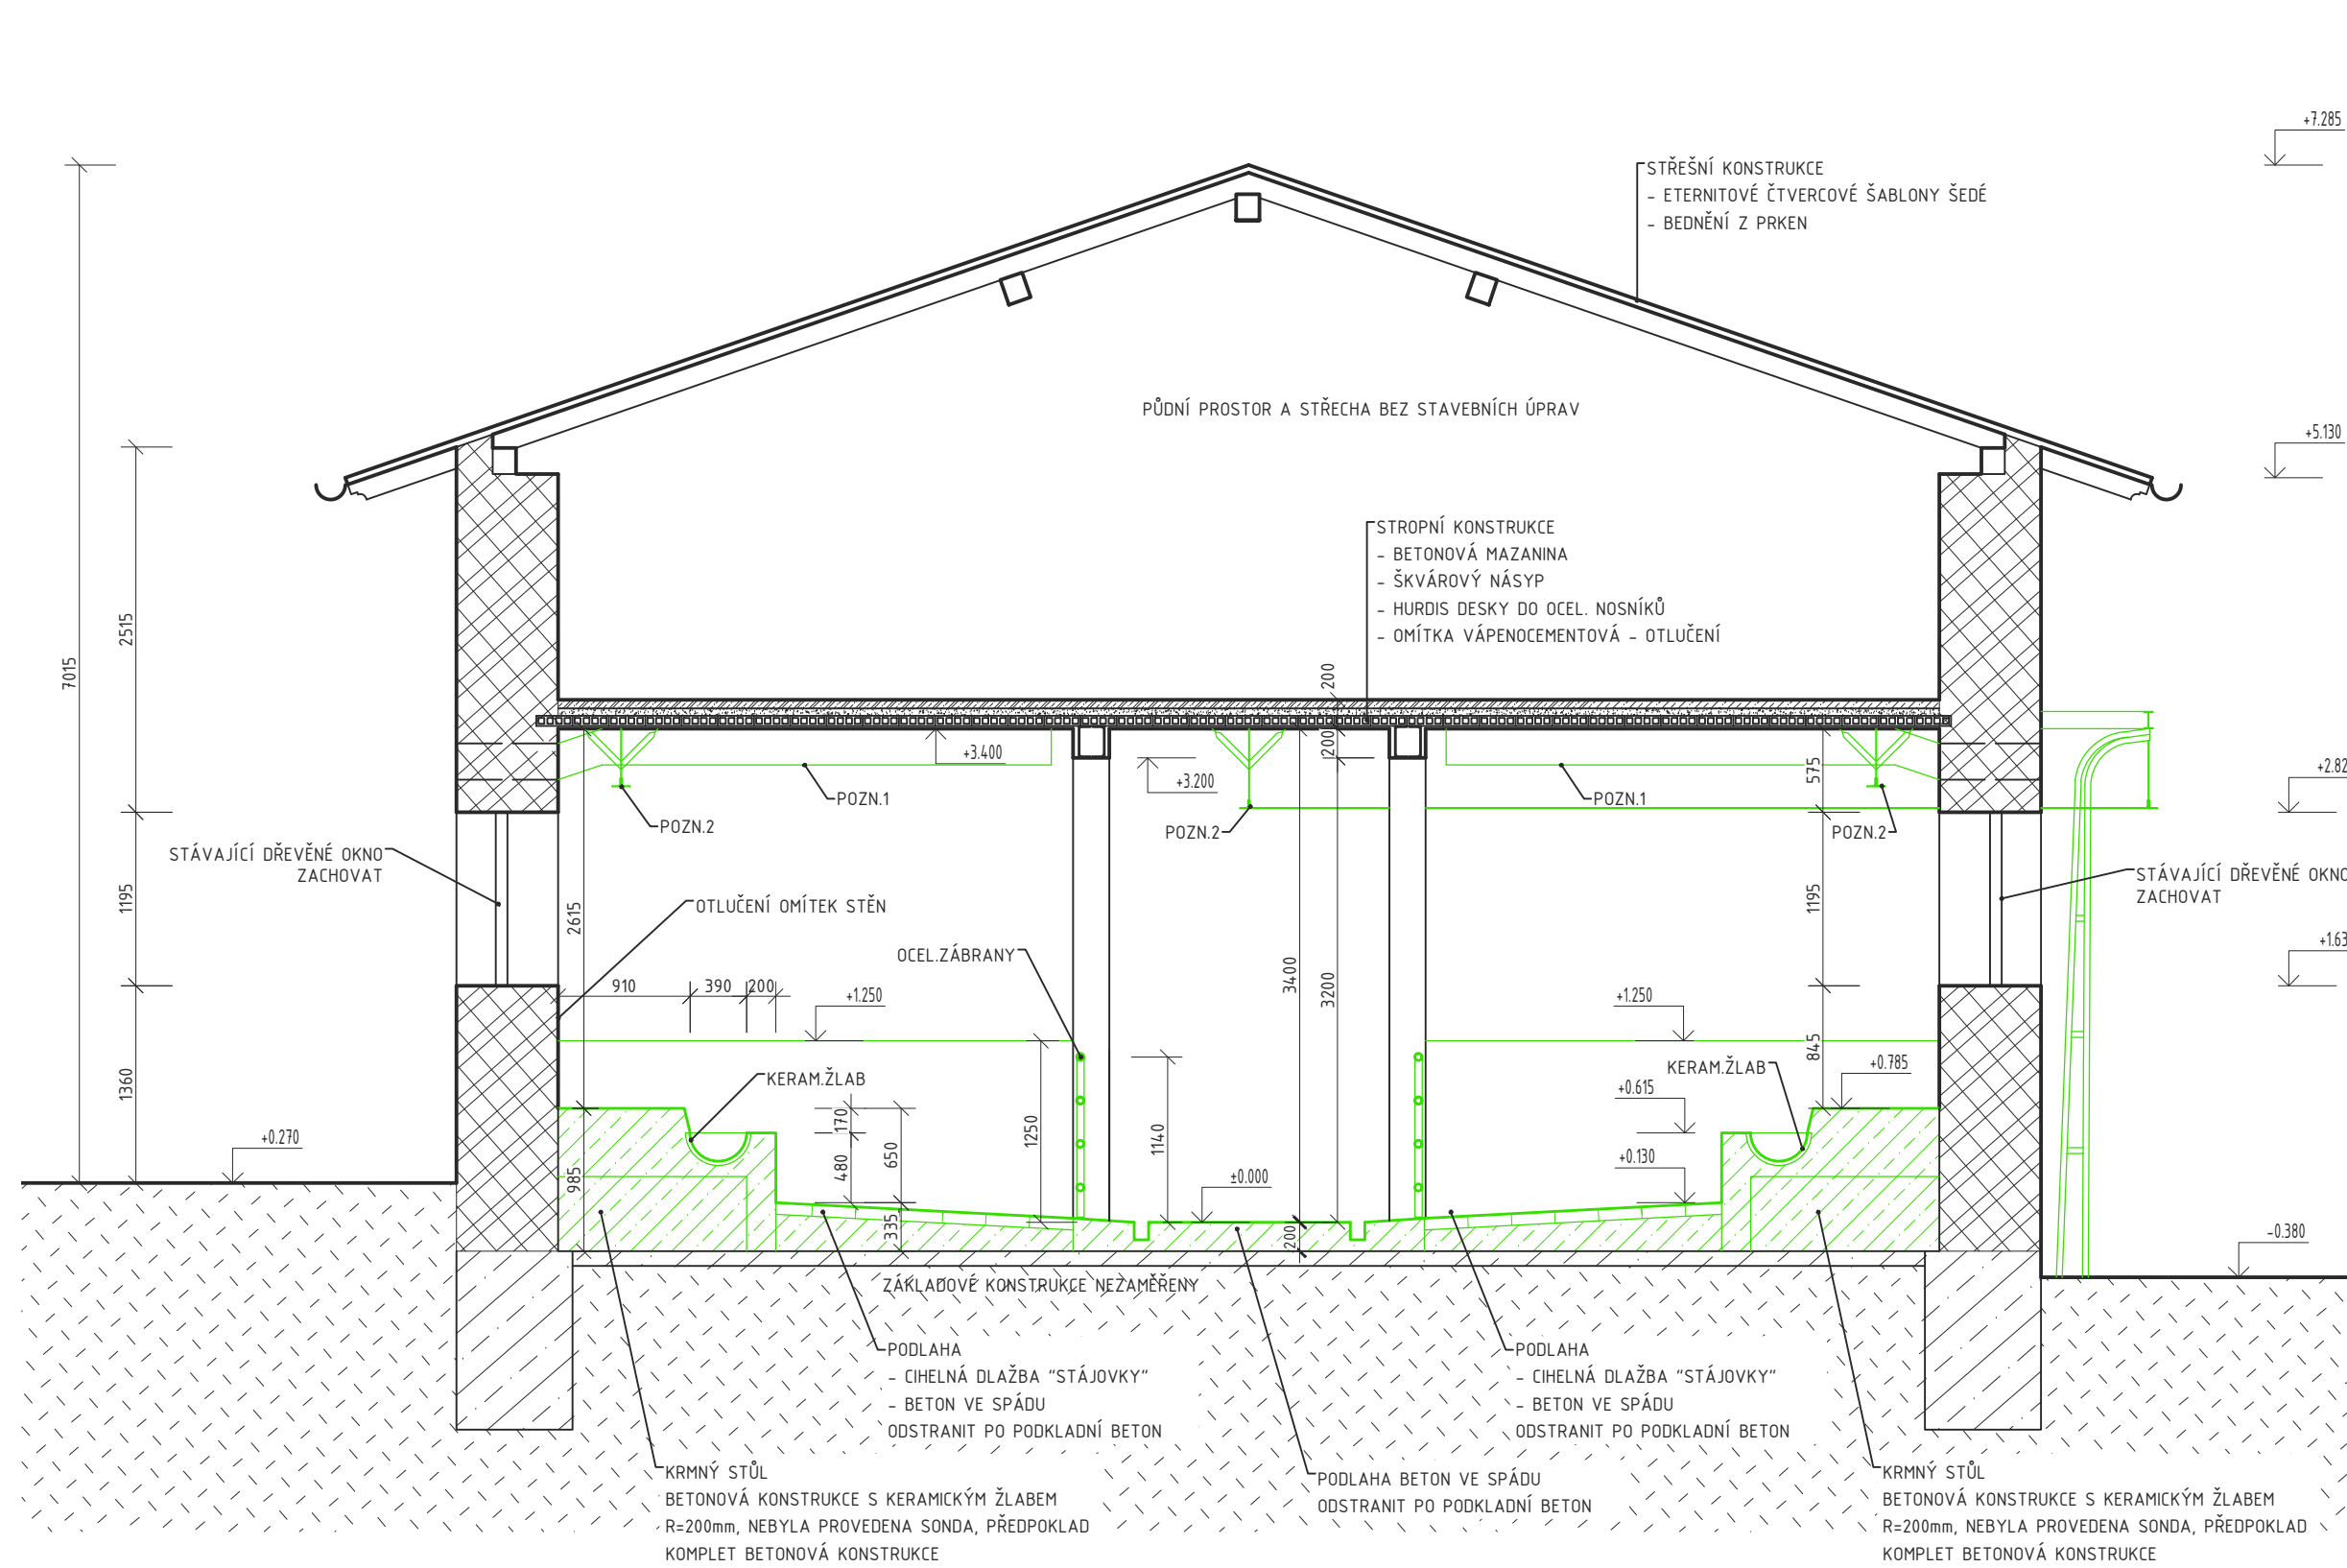 +7.285
STŘEŠNÍ KONSTRUKCE
- ETERNITOVÉ ČTVERCOVÉ ŠABLONY ŠEDÉ
- BEDNĚNÍ Z PRKEN
PŮDNÍ PROSTOR A STŘECHA BEZ STAVEBNÍCH ÚPRAV
+5.130
STROPNÍ KONSTRUKCE
- BETONOVÁ MAZANINA
- ŠKVÁROVÝ NÁSYP
- HURDIS DESKY DO OCEL. NOSNÍKŮ
- OMÍTKA VÁPENOCEMENTOVÁ - OTLUČENÍ
7015
2515
1195
1360
200
200
+3.400
+3.200
575
+2.82
POZN.1
POZN.1
POZN.2
POZN.2
POZN.2
STÁVAJÍCÍ DŘEVĚNÉ OKNO
ZACHOVAT
STÁVAJÍCÍ DŘEVĚNÉ OKNO
ZACHOVAT
OTLUČENÍ OMÍTEK STĚN
2615
1195
OCEL.ZÁBRANY
3400
3200
+1.63
910
390
200
+1.250
+1.250
845
KERAM.ŽLAB
KERAM.ŽLAB
+0.785
+0.615
+0.130
170
480
650
335
985
1250
1140
±0.000
200
+0.270
-0.380
ZÁKLADOVÉ KONSTRUKCE NEZAMĚŘENY
PODLAHA
- CIHELNÁ DLAŽBA "STÁJOVKY"
- BETON VE SPÁDU
ODSTRANIT PO PODKLADNÍ BETON
PODLAHA
- CIHELNÁ DLAŽBA "STÁJOVKY"
- BETON VE SPÁDU
ODSTRANIT PO PODKLADNÍ BETON
KRMNÝ STŮL
BETONOVÁ KONSTRUKCE S KERAMICKÝM ŽLABEM
R=200mm, NEBYLA PROVEDENA SONDA, PŘEDPOKLAD
KOMPLET BETONOVÁ KONSTRUKCE
PODLAHA BETON VE SPÁDU
ODSTRANIT PO PODKLADNÍ BETON
KRMNÝ STŮL
BETONOVÁ KONSTRUKCE S KERAMICKÝM ŽLABEM
R=200mm, NEBYLA PROVEDENA SONDA, PŘEDPOKLAD
KOMPLET BETONOVÁ KONSTRUKCE